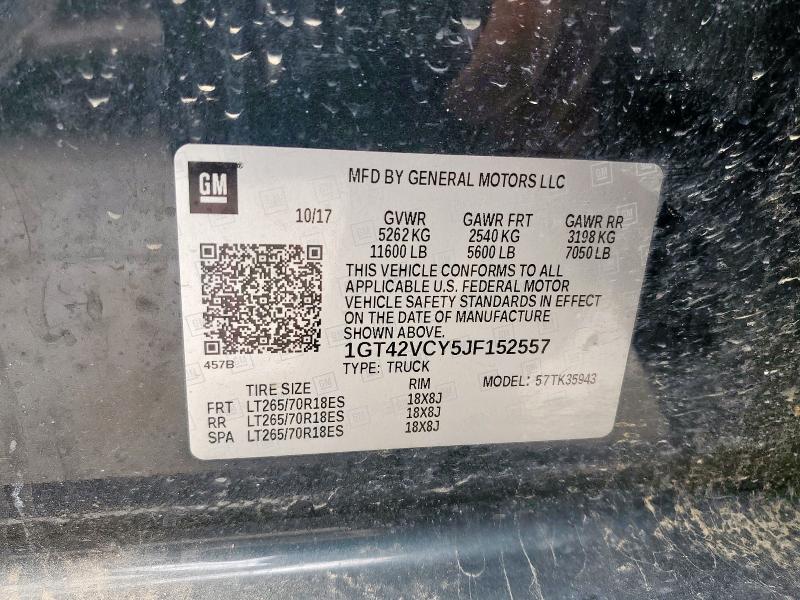 GM
MFD BY GENERAL MOTORS LLC
10/17 GVWR GAWR FRT GAWR RR
5262 KG 2540 KG 3198 KG
11600 LB 5600 LB 7050 LB
THIS VEHICLE CONFORMS TO ALL
APPLICABLE U.S. FEDERAL MOTOR
VEHICLE SAFETY STANDARDS IN EFFECT
ON THE DATE OF MANUFACTURE
SHOWN ABOVE.
457B
1GT42VCY5JF152557
TYPE: TRUCK MODEL: 57TK35943
TIRE SIZE RIM
FRT LT265/70R18ES 18X8J
RR LT265/70R18ES 18X8J
SPA LT265/70R18ES 18X8J